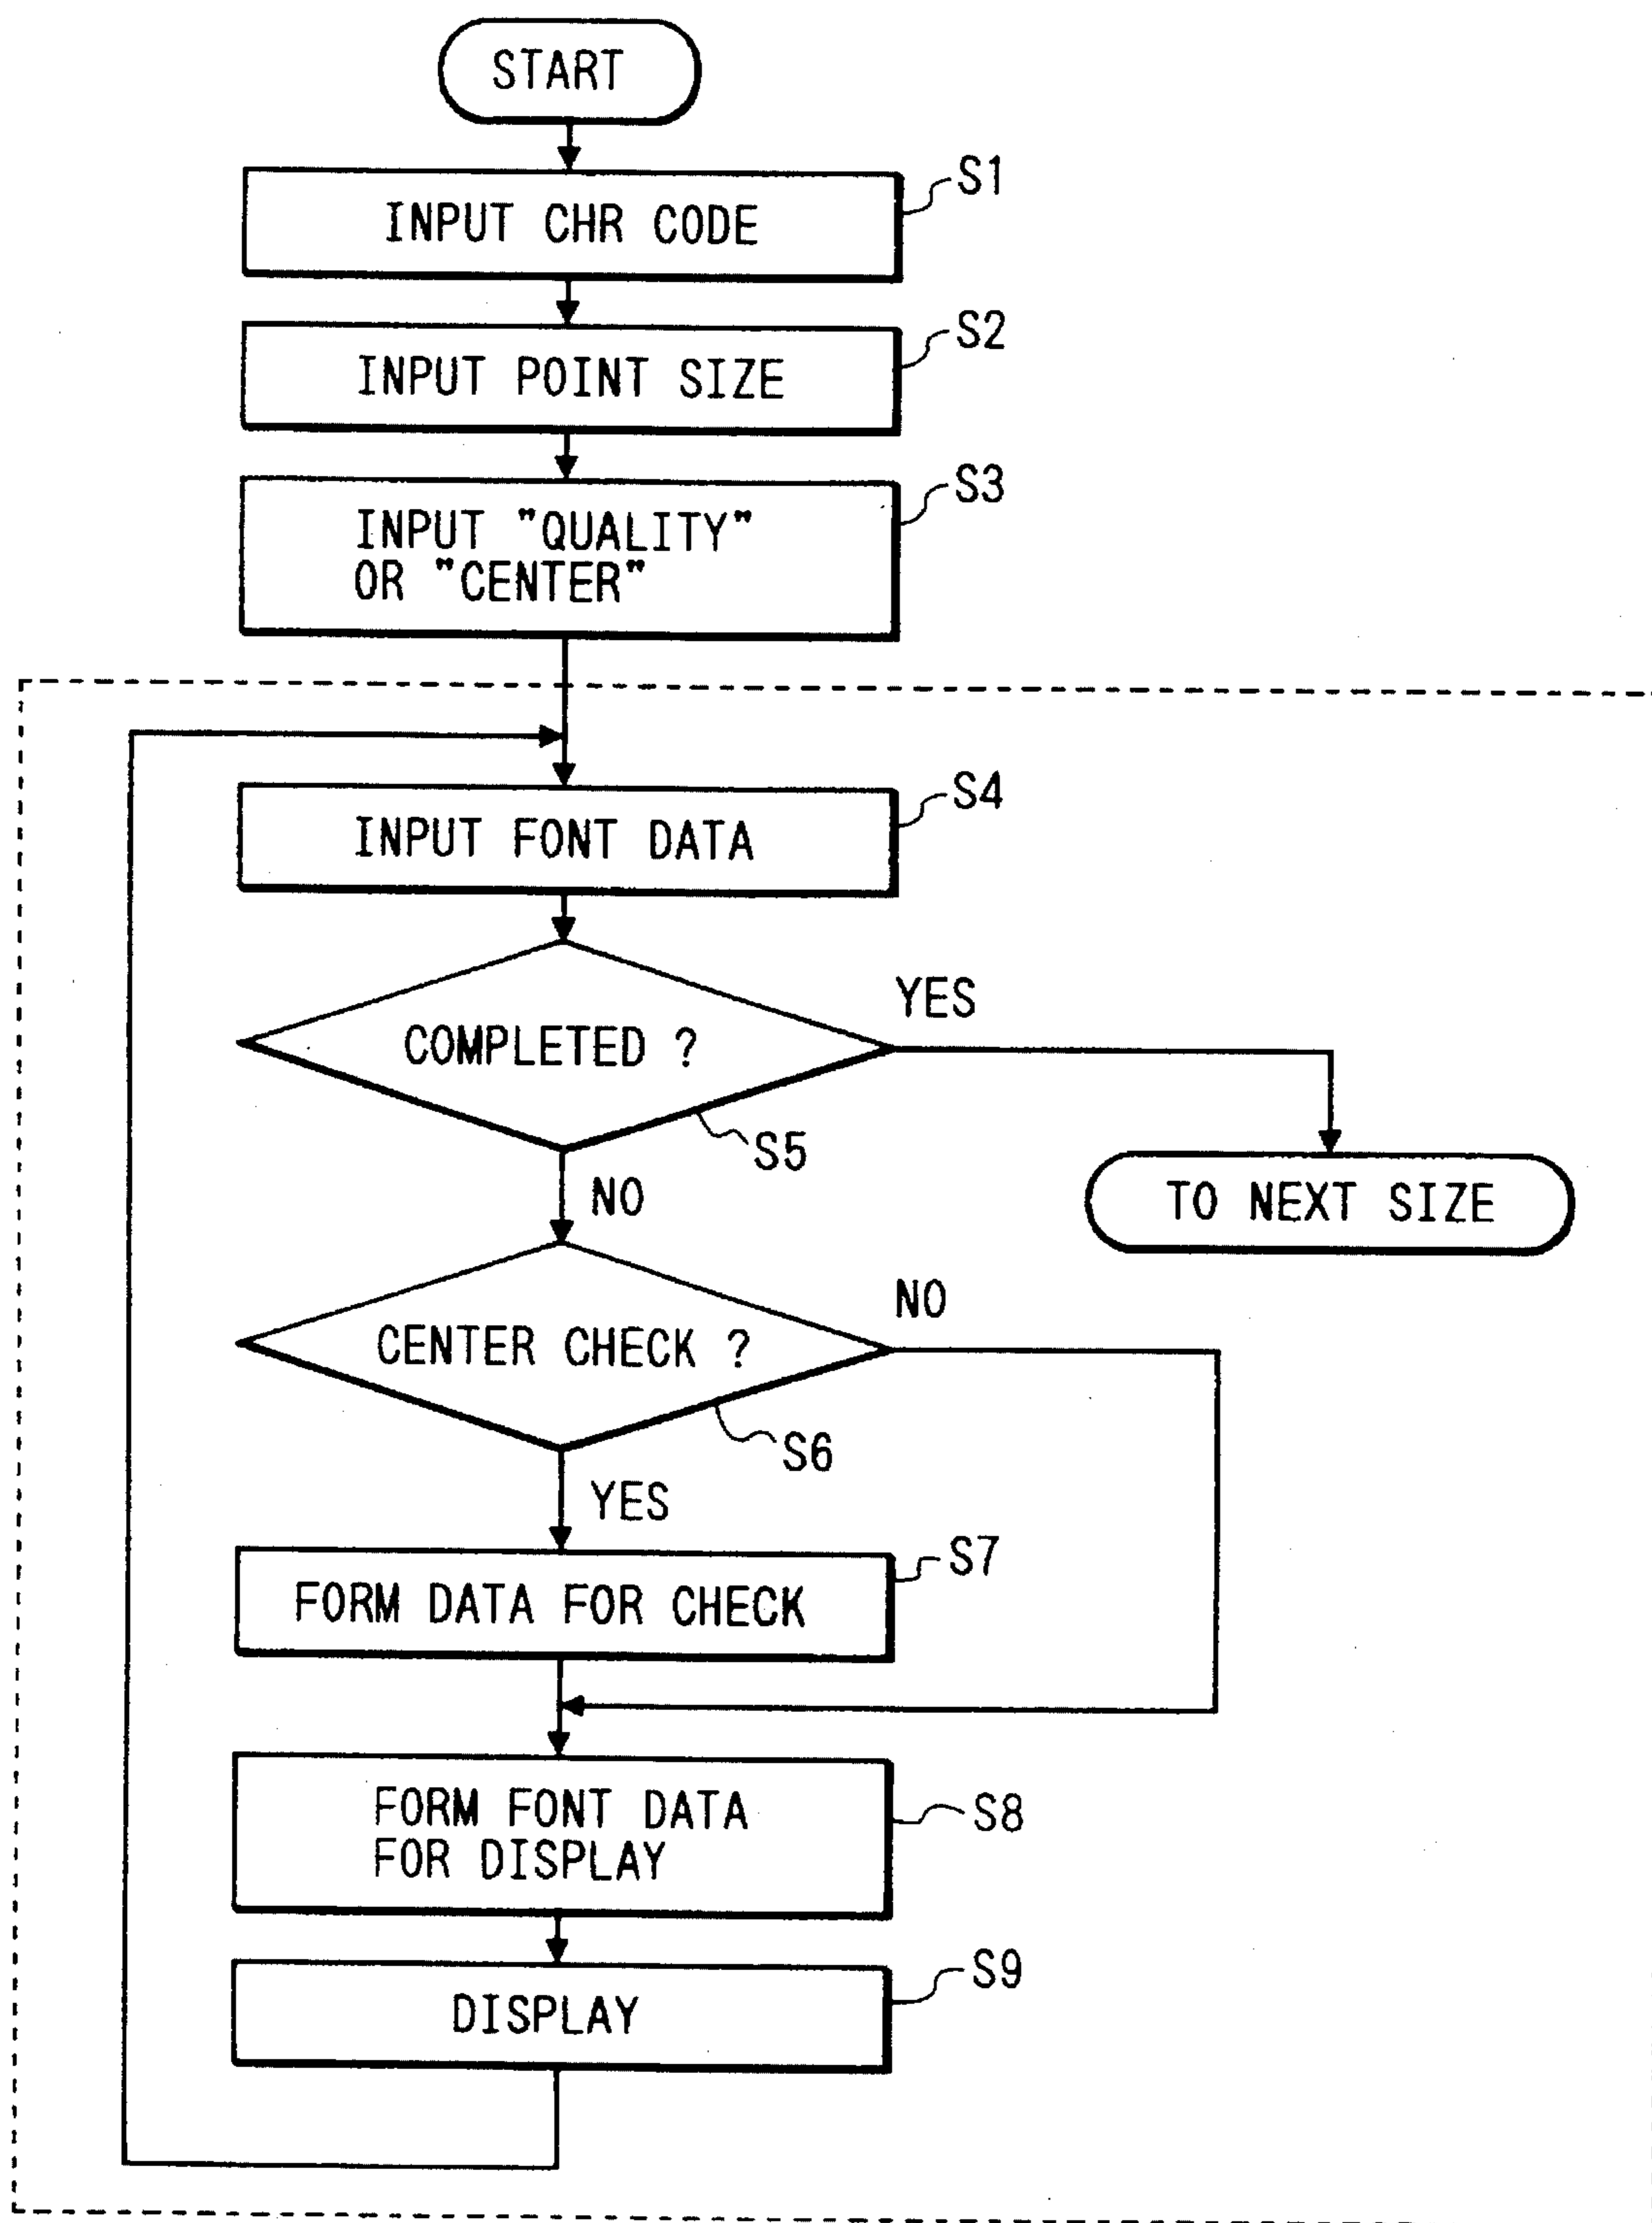 START
INPUT CHR CODE
S1
INPUT POINT SIZE
S2
INPUT "QUALITY"
OR "CENTER"
S3
INPUT FONT DATA
S4
COMPLETED ?
YES
S5
NO
TO NEXT SIZE
CENTER CHECK ?
NO
S6
YES
FORM DATA FOR CHECK
S7
FORM FONT DATA
FOR DISPLAY
S8
DISPLAY
S9